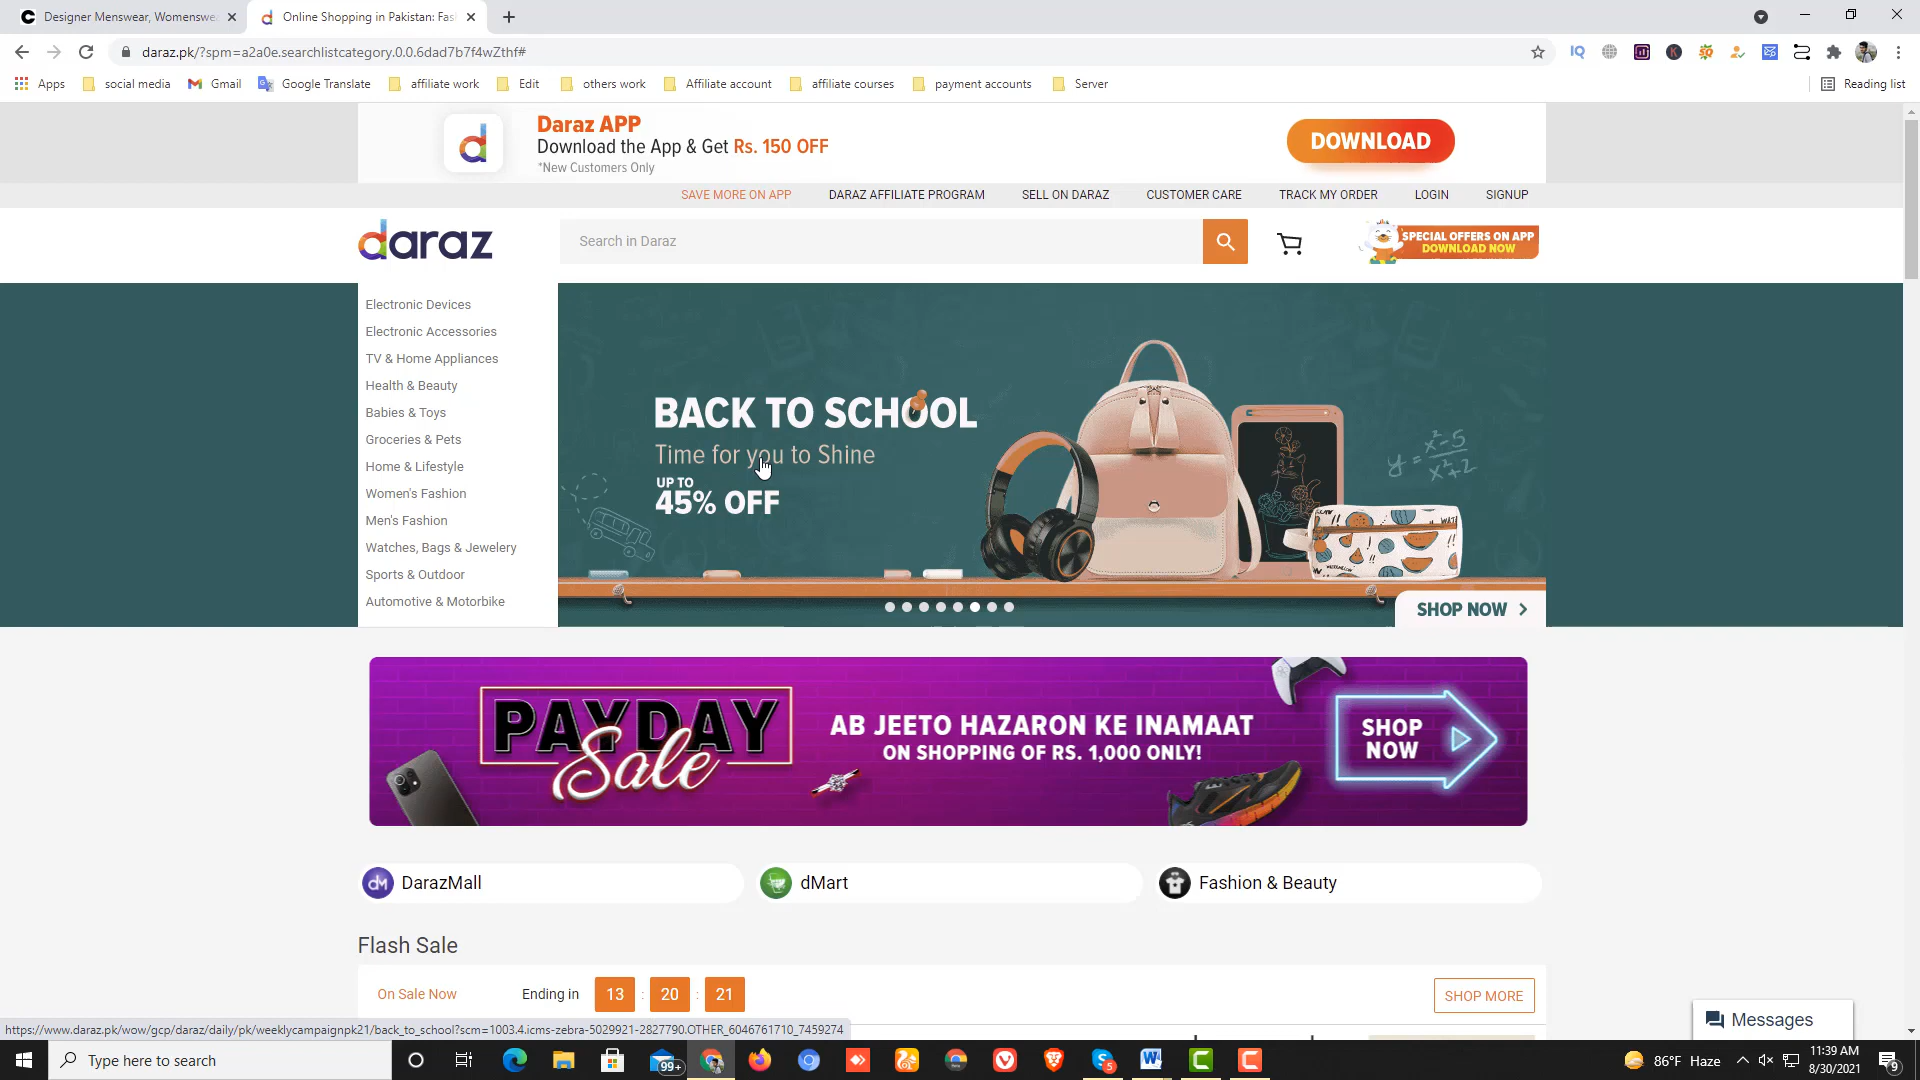 Designer Menswear, Womenswe
Online Shopping in Pakistan: Fas
daraz.pk/?spm=a2a0e.searchlistcategory.0.0.6dad7b7f4wZthf#
Apps
social media
Gmail
Google Translate
affiliate work
Edit
others work
Affiliate account
affiliate courses
payment accounts
Server
Reading list
Daraz APP
Download the App & Get Rs. 150 OFF
*New Customers Only
DOWNLOAD
SAVE MORE ON APP
DARAZ AFFILIATE PROGRAM
SELL ON DARAZ
CUSTOMER CARE
TRACK MY ORDER
LOGIN
SIGNUP
daraz
Search in Daraz
SPECIAL OFFERS ON APP
DOWNLOAD NOW
Electronic Devices
Electronic Accessories
TV & Home Appliances
Health & Beauty
Babies & Toys
Groceries & Pets
Home & Lifestyle
Women's Fashion
Men's Fashion
Watches, Bags & Jewelery
Sports & Outdoor
Automotive & Motorbike
BACK TO SCHOOL
Time for you to Shine
UP TO
45% OFF
y = x²-5
x²+2
SHOP NOW
PAYDAY
Sale
AB JEETO HAZARON KE INAMAAT
ON SHOPPING OF RS. 1,000 ONLY!
SHOP
NOW
dM
DarazMall
dMart
Fashion & Beauty
Flash Sale
On Sale Now
Ending in
13 : 20 : 21
SHOP MORE
Messages
https://www.daraz.pk/wow/gcp/daraz/daily/pk/weeklycampaignpk21/back_to_school?scm=1003.4.icms-zebra-5029921-2827790.OTHER_6046761710_7459274
Type here to search
99+
5
86°F Haze
11:39 AM
8/30/2021
9